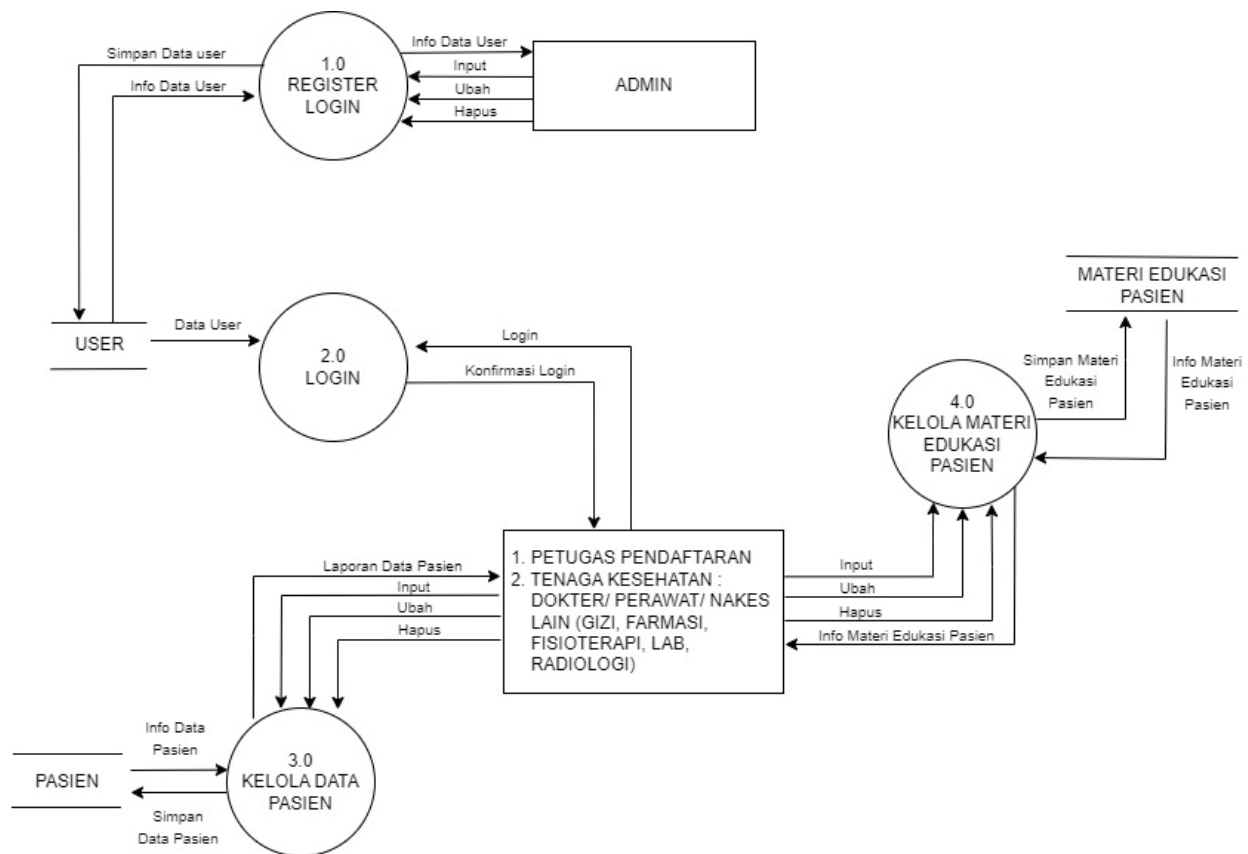 Simpan Data user
Info Data User
1.0
REGISTER
LOGIN
Info Data User
Input
Ubah
Hapus
ADMIN
USER
Data User
2.0
LOGIN
Login
Konfirmasi Login
MATERI EDUKASI
PASIEN
Simpan Materi
Edukasi
Pasien
Info Materi
Edukasi
Pasien
4.0
KELOLA MATERI
EDUKASI
PASIEN
1. PETUGAS PENDAFTARAN
2. TENAGA KESEHATAN :
DOKTER/ PERAWAT/ NAKES
LAIN (GIZI, FARMASI,
FISIOTERAPI, LAB,
RADIOLOGI)
Laporan Data Pasien
Input
Ubah
Hapus
Input
Ubah
Hapus
Info Materi Edukasi Pasien
Info Data
Pasien
PASIEN
Simpan
Data Pasien
3.0
KELOLA DATA
PASIEN